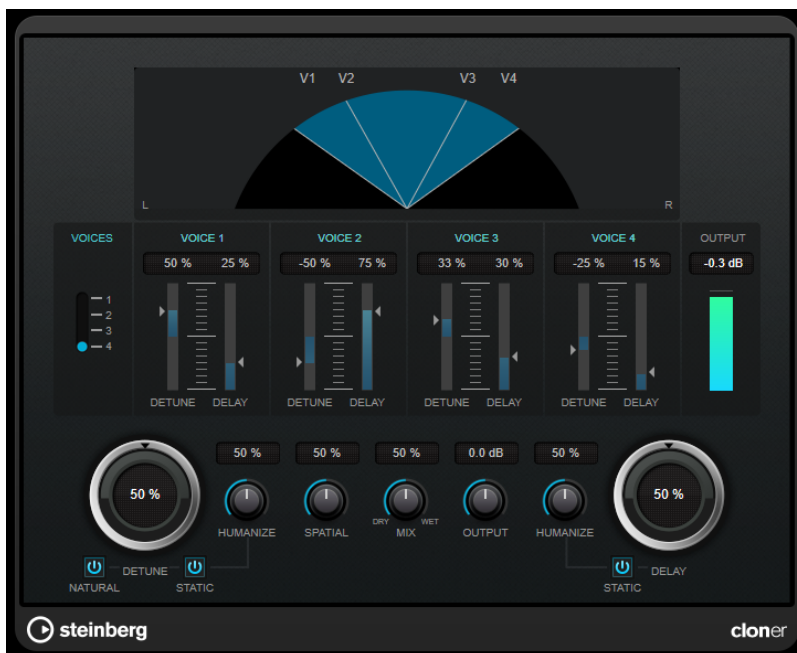 V1 V2 V3 V4
L R
VOICES VOICE 1 VOICE 2 VOICE 3 VOICE 4 OUTPUT
50 % 25 % -50 % 75 % 33 % 30 % -25 % 15 % -0.3 dB
1
2
3
4
DETUNE DELAY DETUNE DELAY DETUNE DELAY DETUNE DELAY
50 % 50 % 50 % 0.0 dB 50 %
50 % 50 %
DRY WET
HUMANIZE SPATIAL MIX OUTPUT HUMANIZE
DETUNE DELAY
NATURAL STATIC STATIC
steinberg cloner